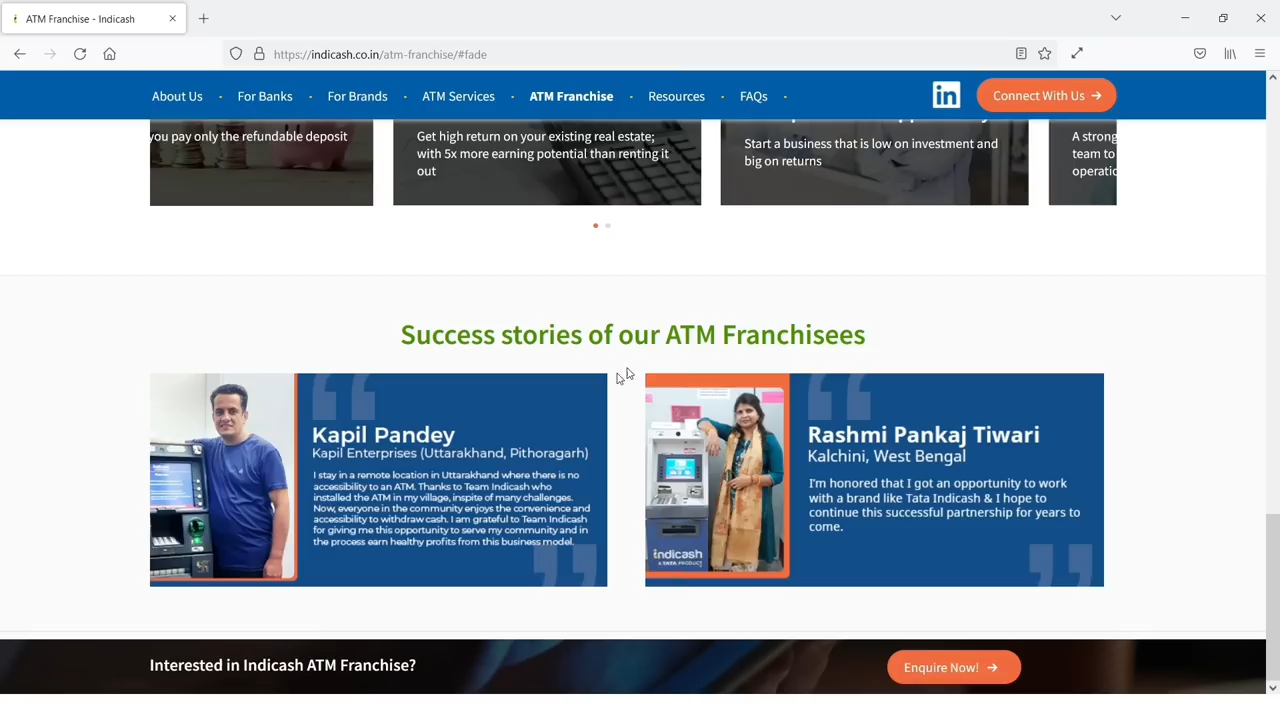 ATM Franchise - Indicash
https://indicash.co.in/atm-franchise/#fade
About Us
For Banks
For Brands
ATM Services
ATM Franchise
Resources
FAQs
in
Connect With Us
you pay only the refundable deposit
Get high return on your existing real estate;
with 5x more earning potential than renting it
out
Start a business that is low on investment and
big on returns
A strong
team to
Success stories of our ATM Franchisees
Kapil Pandey
Kapil Enterprises (Uttarakhand, Pithoragarh)
I stay in a remote location in Uttarakhand where there is no
accessibility to an ATM. Thanks to Team Indicash who
installed the ATM in my village, inspite of many challenges.
Now, everyone in the community enjoys the convenience and
accessibility to withdraw cash. I am grateful to Team Indicash
for giving me this opportunity to serve my community and in
the process earn healthy profits from this business model.
indicash
A TATA PRODUCT
Rashmi Pankaj Tiwari
Kalchini, West Bengal
I'm honored that I got an opportunity to work
with a brand like Tata Indicash & I hope to
continue this successful partnership for years to
come.
Interested in Indicash ATM Franchise?
Enquire Now!